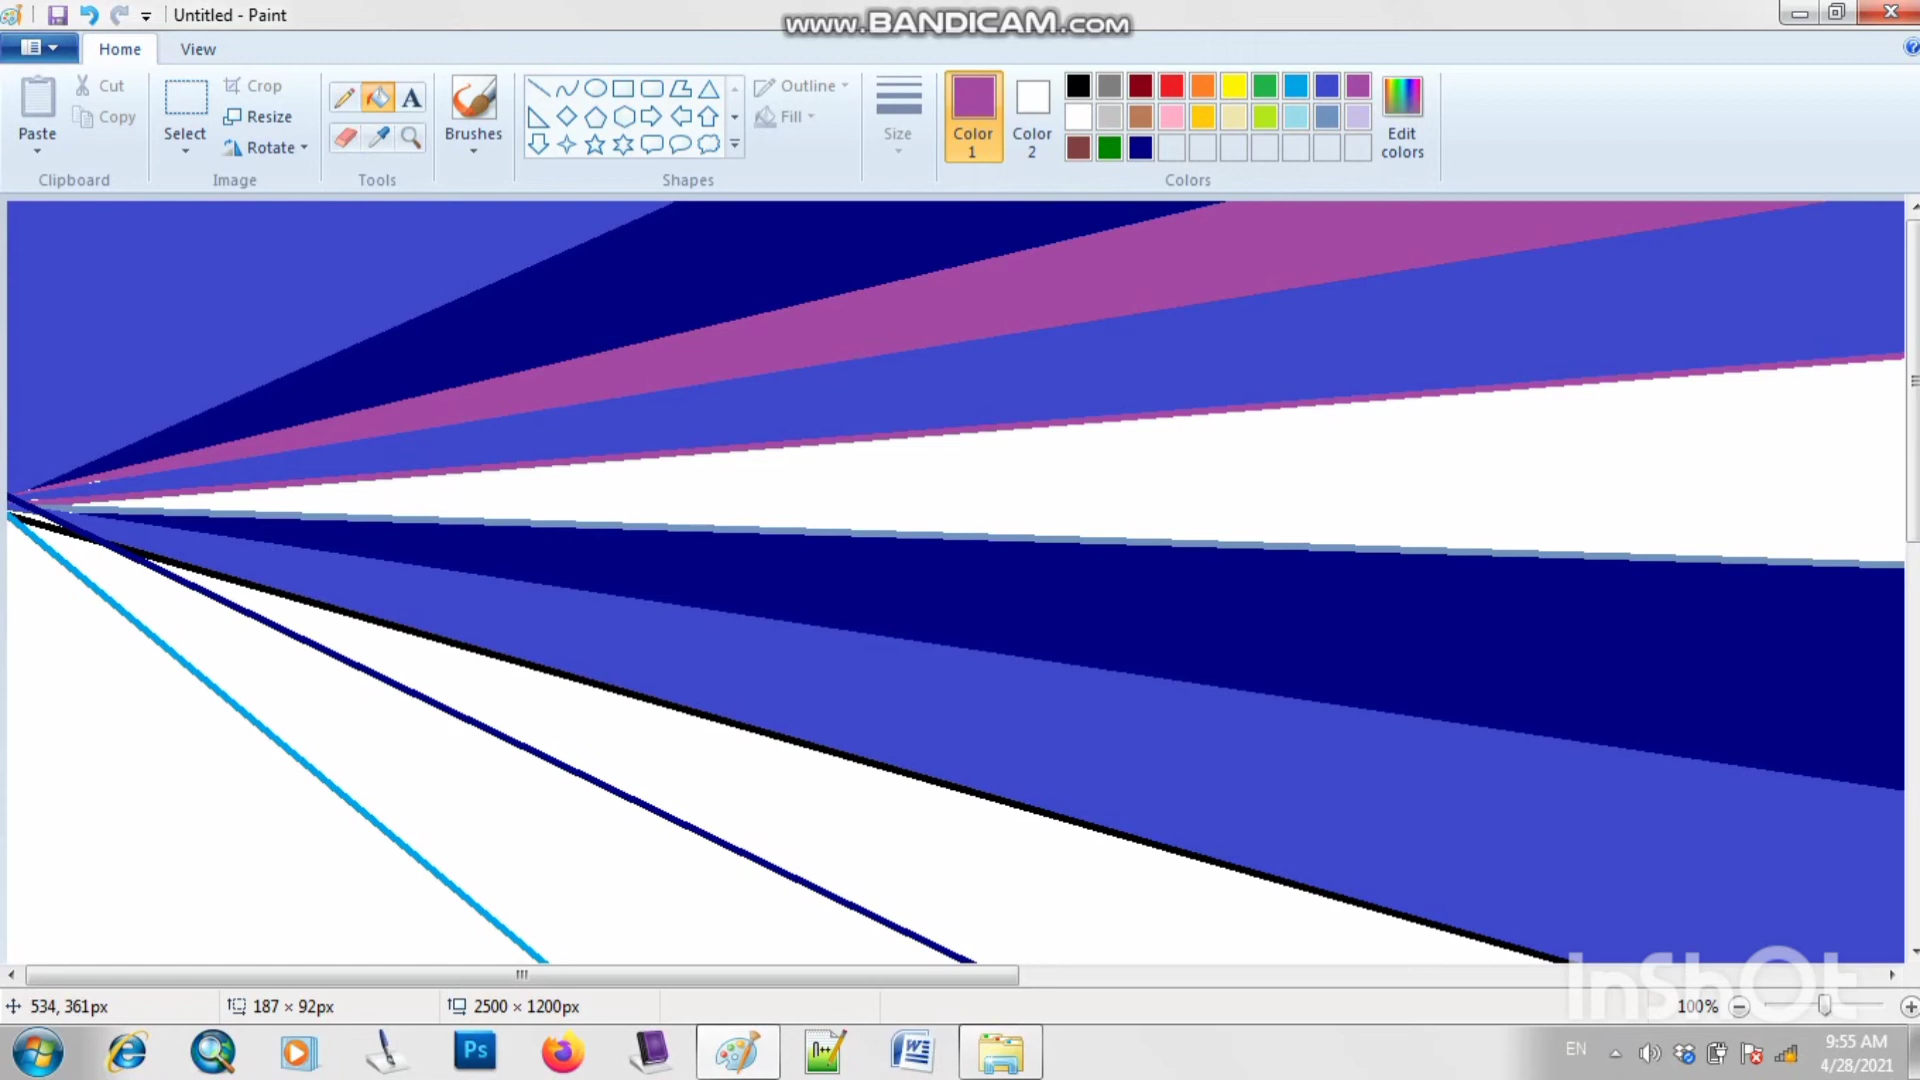 Untitled - Paint
www.BANDICAM.com
Home
View
Paste
Cut
Copy
Clipboard
Select
Crop
Resize
Rotate
Image
A
Tools
Brushes
Shapes
Outline
Fill
Size
Color
1
Color
2
Colors
Edit
colors
InShOt
534, 361px
187 × 92px
2500 × 1200px
100%
Ps
N++
W
EN
9:55 AM
4/28/2021